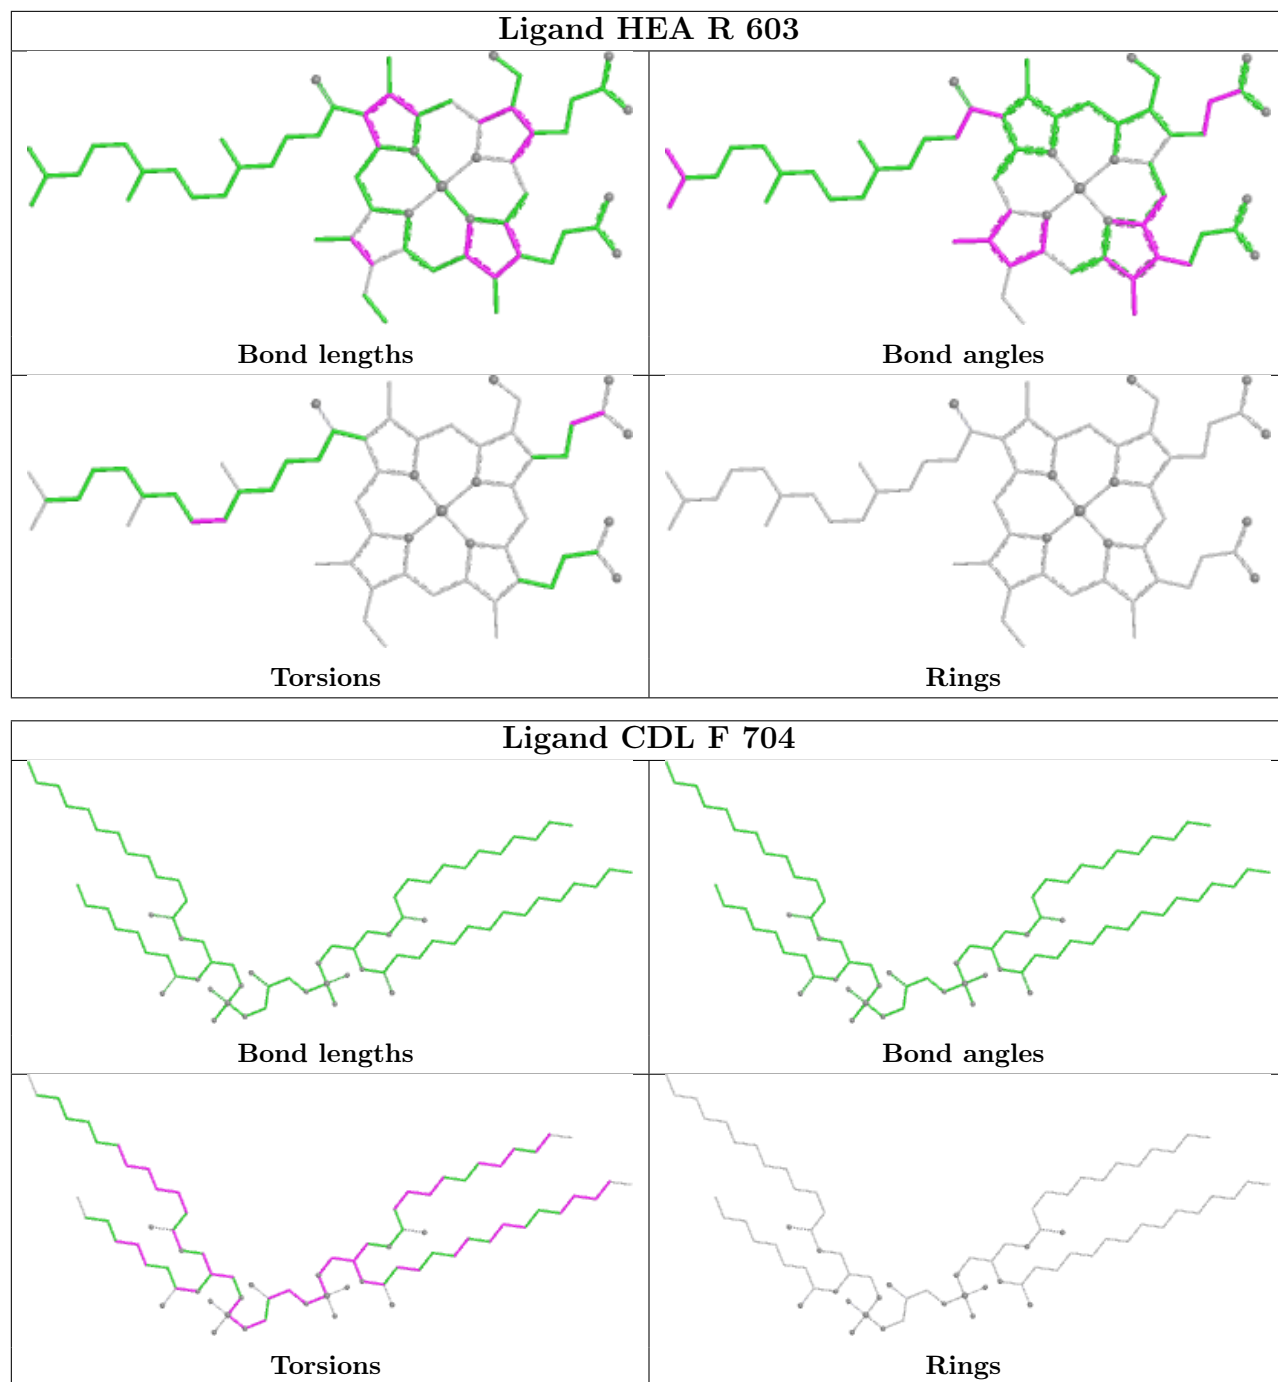 Ligand HEA R 603
Bond lengths
Bond angles
Torsions
Rings
Ligand CDL F 704
Bond lengths
Bond angles
Torsions
Rings